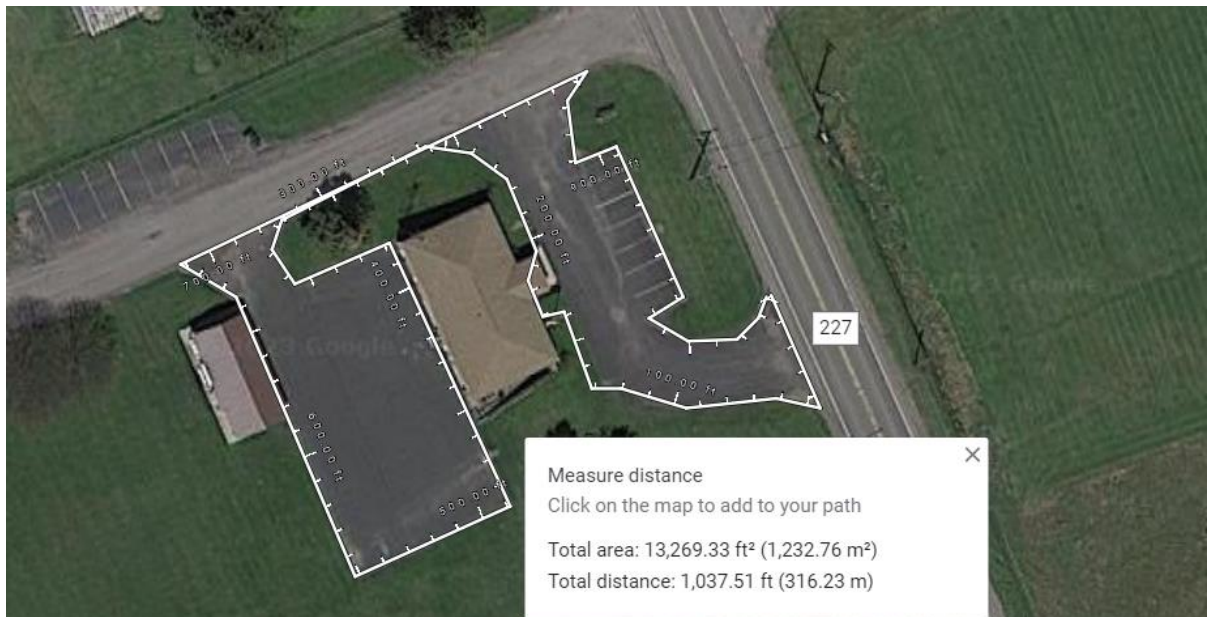 300.00 ft
900.00 ft
700.00 ft
200.00 ft
400.00 ft
227
100.00 ft
600.00 ft
500.00 ft
Measure distance
Click on the map to add to your path
Total area: 13,269.33 ft² (1,232.76 m²)
Total distance: 1,037.51 ft (316.23 m)